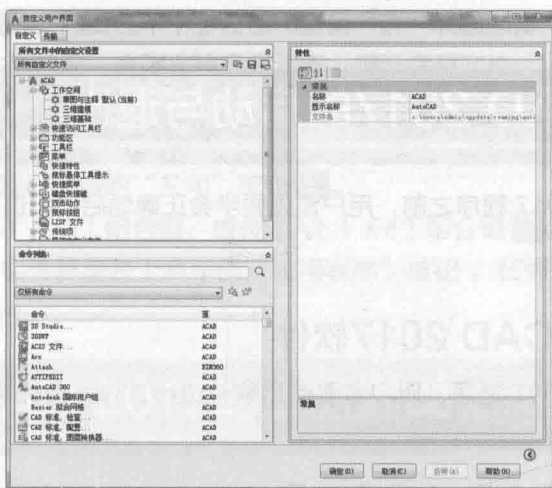 自定义用户界面
自定义 传输
所有文件中的自定义设置
所有自定义文件
ACAD
工作空间
草图与注释 默认 (当前)
三维建模
三维基础
快速访问工具栏
功能区
工具栏
菜单
快捷特性
鼠标悬停工具提示
快捷菜单
键盘快捷键
双击动作
鼠标按钮
LISP 文件
传统项
命令列表:
仅所有命令
命令 源
3D Studio... ACAD
3DDWF ACAD
ACIS 文件... ACAD
Arx ACAD
Attach BIM360
ATTIPEDIT ACAD
AutoCAD 360 ACAD
Autodesk 国际用户组 ACAD
Bezier 拟合网格 ACAD
CAD 标准, 检查... ACAD
CAD 标准, 配置... ACAD
CAD 标准, 图层转换器... ACAD
特性
常规
名称 ACAD
显示名称 AutoCAD
文件名
常规
确定(O) 取消(C) 应用(A) 帮助(H)